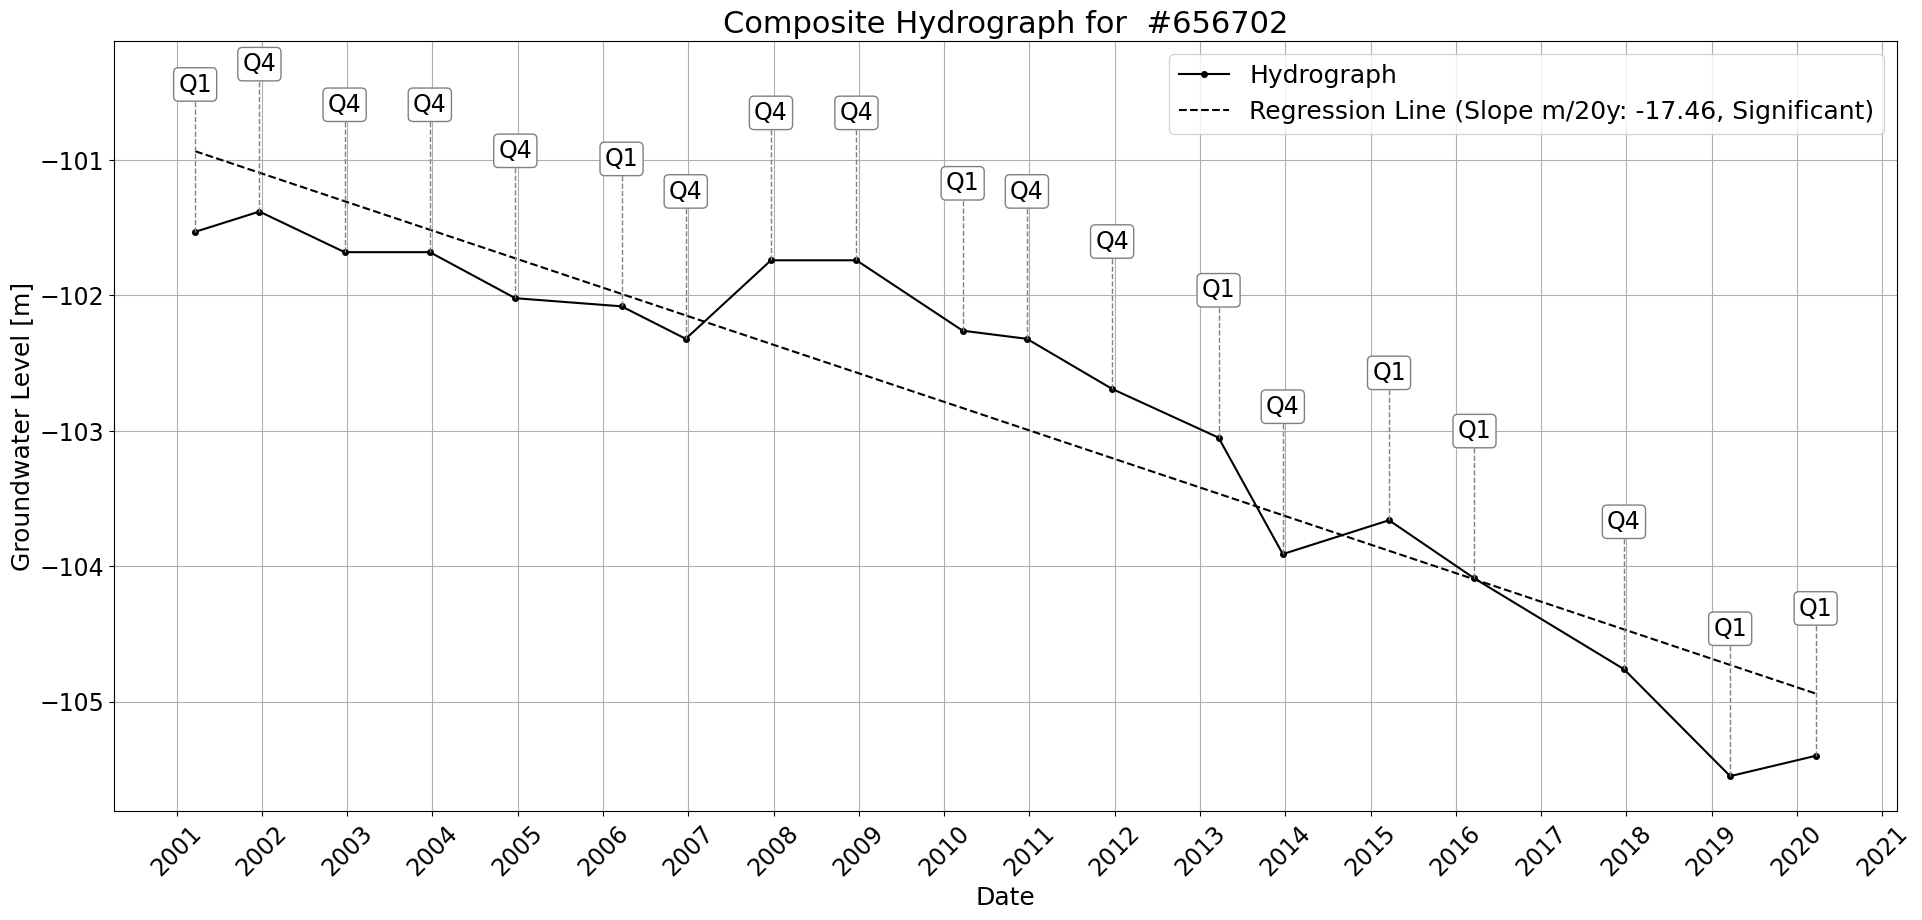 Composite Hydrograph for  #656702
Hydrograph
Regression Line (Slope m/20y: -17.46, Significant)
Q1
Q4
Q4
Q4
Q4
Q1
Q4
Q4
Q4
Q1
Q4
Q4
Q1
Q4
Q1
Q1
Q4
Q1
Q1
−101
−102
−103
−104
−105
Groundwater Level [m]
2001
2002
2003
2004
2005
2006
2007
2008
2009
2010
2011
2012
2013
2014
2015
2016
2017
2018
2019
2020
2021
Date